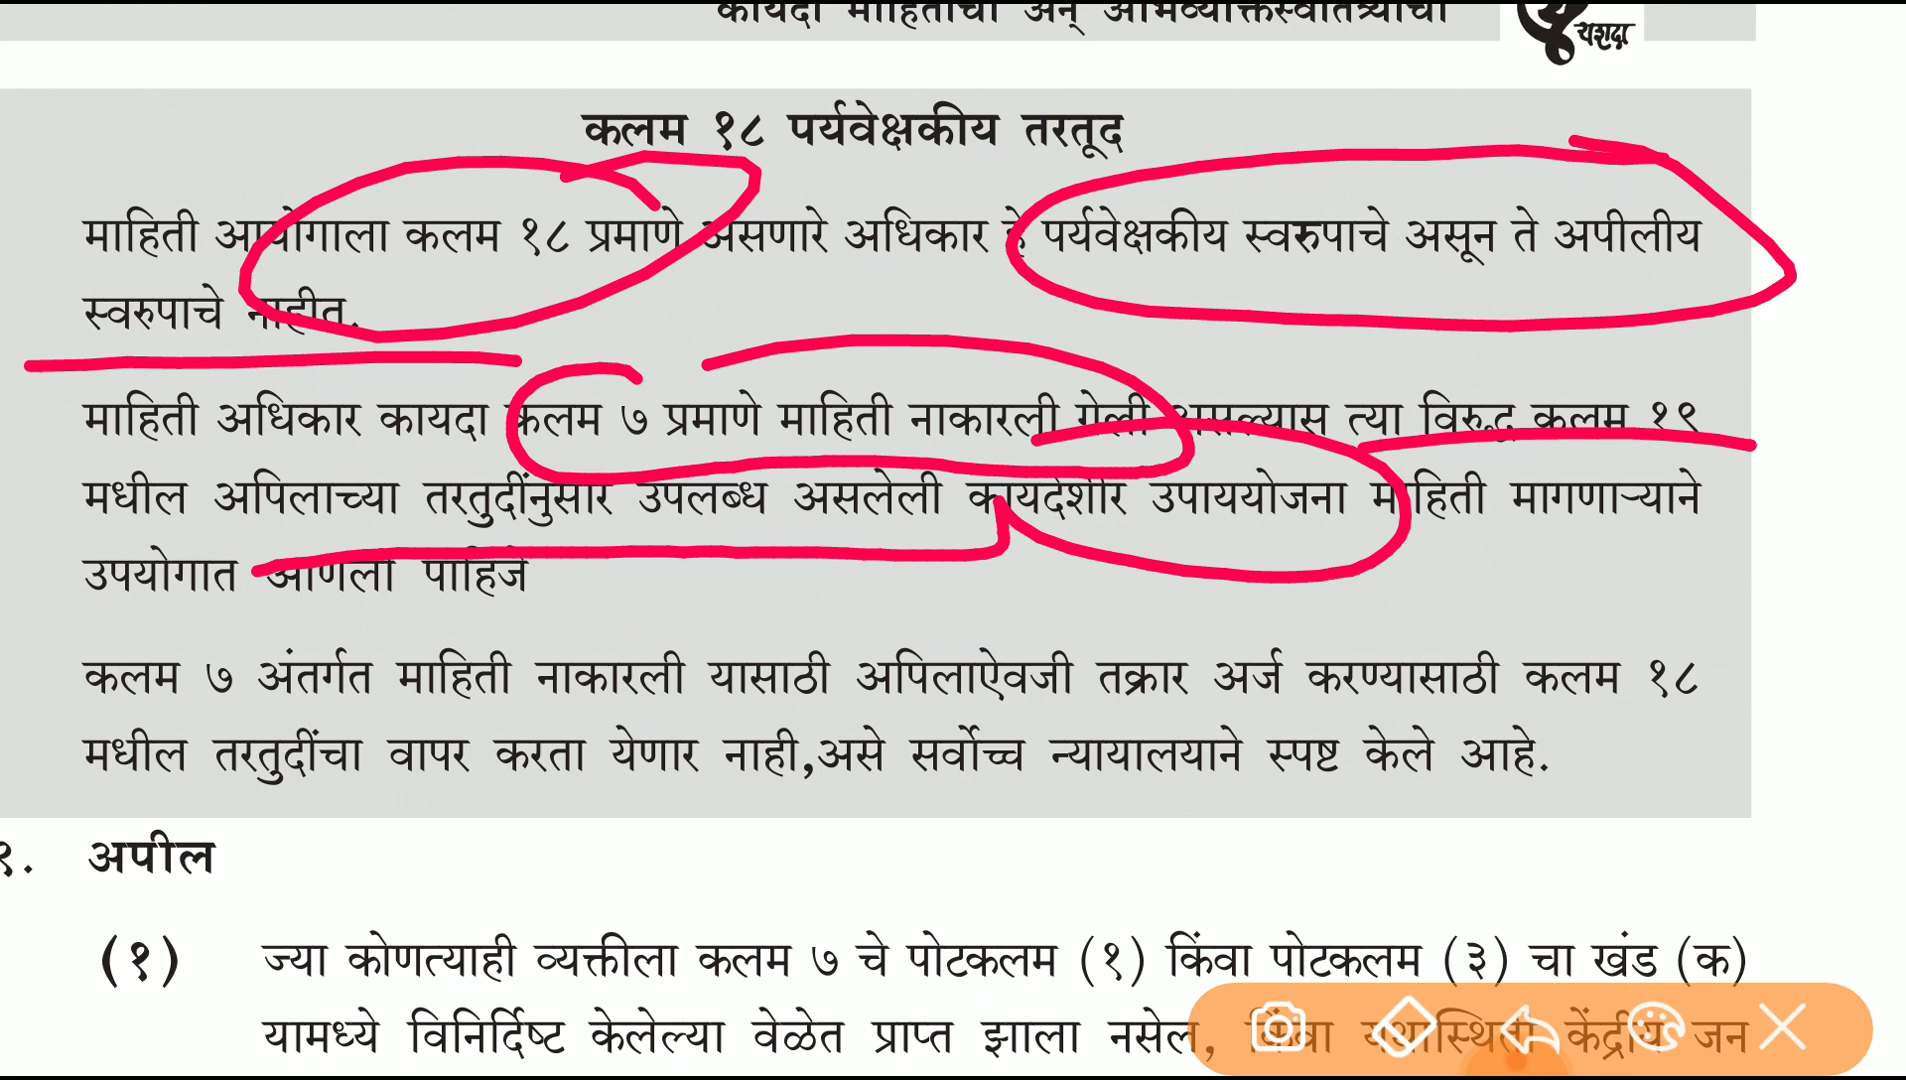 कायदा माहितीचा अन् अभिव्यक्तिस्वातंत्र्याचा
यशदा
कलम १८ पर्यवेक्षकीय तरतूद
माहिती आयोगाला कलम १८ प्रमाणे असणारे अधिकार हे पर्यवेक्षकीय स्वरुपाचे असून ते अपीलीय
स्वरुपाचे नाहीत.
माहिती अधिकार कायदा कलम ७ प्रमाणे माहिती नाकारली गेली असल्यास त्या विरुद्ध कलम १९
मधील अपिलाच्या तरतुदींनुसार उपलब्ध असलेली कायदेशीर उपाययोजना माहिती मागणाऱ्याने
उपयोगात आणली पाहिजे
कलम ७ अंतर्गत माहिती नाकारली यासाठी अपिलाऐवजी तक्रार अर्ज करण्यासाठी कलम १८
मधील तरतुदींचा वापर करता येणार नाही,असे सर्वोच्च न्यायालयाने स्पष्ट केले आहे.
९. अपील
(१) ज्या कोणत्याही व्यक्तीला कलम ७ चे पोटकलम (१) किंवा पोटकलम (३) चा खंड (क)
यामध्ये विनिर्दिष्ट केलेल्या वेळेत प्राप्त झाला नसेल, किंवा यथास्थिती केंद्रीय जन